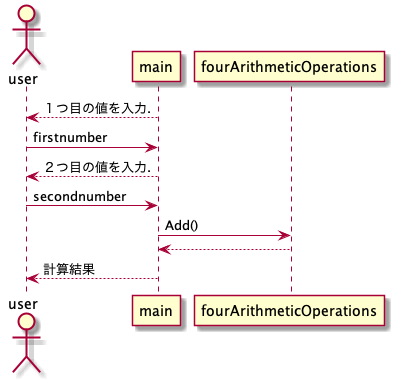 user
main
fourArithmeticOperations
１つ目の値を入力.
firstnumber
２つ目の値を入力.
secondnumber
Add()
計算結果
user
main
fourArithmeticOperations